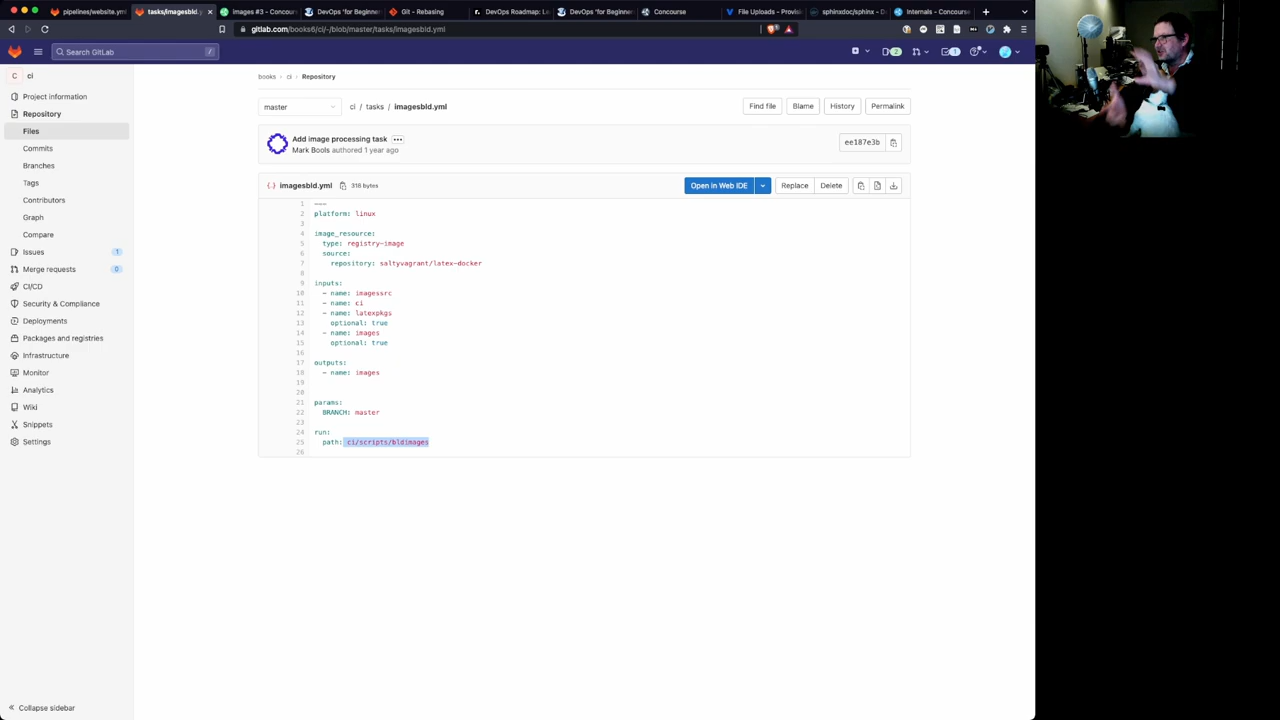 pipelines/website.yml
tasks/imagesbld.y
images #3 – Concours
DevOps "for Beginner
Git - Rebasing
DevOps Roadmap: Le
DevOps "for Beginne
Concourse
File Uploads – Provisi
sphinxdoc/sphinx – D
Internals – Concourse
gitlab.com/books6/ci/-/blob/master/tasks/imagesbld.yml
Search GitLab
/
2
1
C ci
Project information
Repository
Files
Commits
Branches
Tags
Contributors
Graph
Compare
Issues 1
Merge requests 0
CI/CD
Security & Compliance
Deployments
Packages and registries
Infrastructure
Monitor
Analytics
Wiki
Snippets
Settings
Collapse sidebar
books ci Repository
master
ci / tasks / imagesbld.yml
Find file
Blame
History
Permalink
Add image processing task
Mark Bools authored 1 year ago
ee187e3b
imagesbld.yml 316 bytes
Open in Web IDE
Replace
Delete
1 ---
2 platform: linux
3
4 image_resource:
5 type: registry-image
6 source:
7 repository: saltyvagrant/latex-docker
8
9 inputs:
10 - name: imagessrc
11 - name: ci
12 - name: latexpkgs
13 optional: true
14 - name: images
15 optional: true
16
17 outputs:
18 - name: images
19
20
21 params:
22 BRANCH: master
23
24 run:
25 path: ci/scripts/bldimages
26